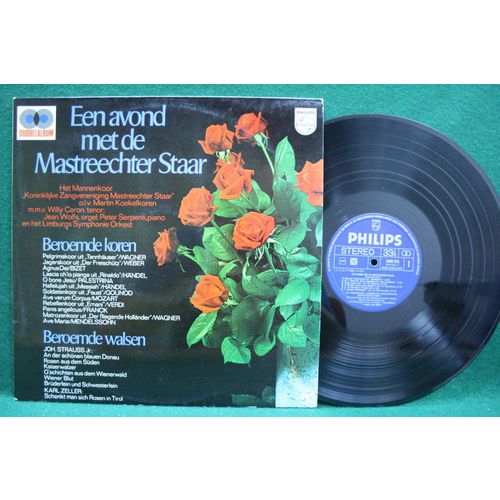 DUBBELALBUM
PHILIPS
Een avond
met de
Mastreechter Staar
Het Mannenkoor
„Koninklijke Zangvereniging Mastreechter Staar"
o.l.v. Martin Koekelkoren
m.m.v. Willy Caron, tenor;
Jean Wolfs, orgel; Peter Serpenti, piano
en het Limburgs Symphonie Orkest
Beroemde koren
Pelgrimskoor uit „Tannhäuser"/WAGNER
Jagerskoor uit „Der Freischütz"/WEBER
Agnus Dei/BIZET
Lascia ch'io pianga uit „Rinaldo"/HANDEL
O bone Jesu/PALESTRINA
Hallelujah uit „Messiah"/HANDEL
Soldatenkoor uit „Faust"/GOUNOD
Ave verum Corpus/MOZART
Rebellenkoor uit „Ernani"/VERDI
Panis angelicus/FRANCK
Matrozenkoor uit „Der fliegende Holländer"/WAGNER
Ave Maria/MENDELSSOHN
Beroemde walsen
JOH. STRAUSS Jr.:
An der schönen blauen Donau
Rosen aus dem Süden
Kaiserwalzer
G'schichten aus dem Wienerwald
Wiener Blut
Brüderlein und Schwesterlein
KARL ZELLER:
Schenkt man sich Rosen in Tirol
PHILIPS
STEREO 33⅓
1